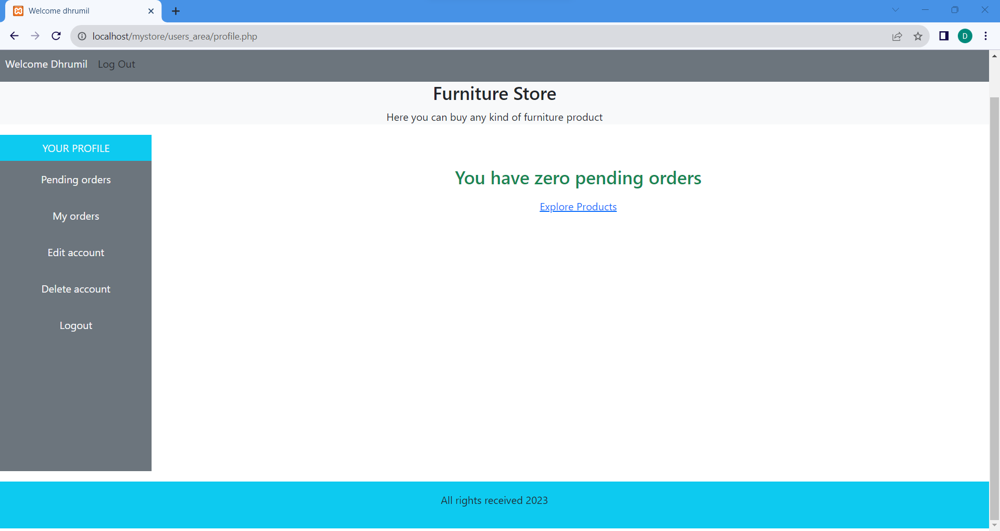 Welcome dhrumil
localhost/mystore/users_area/profile.php
D
Welcome Dhrumil Log Out
Furniture Store
Here you can buy any kind of furniture product
YOUR PROFILE
Pending orders
My orders
Edit account
Delete account
Logout
You have zero pending orders
Explore Products
All rights received 2023